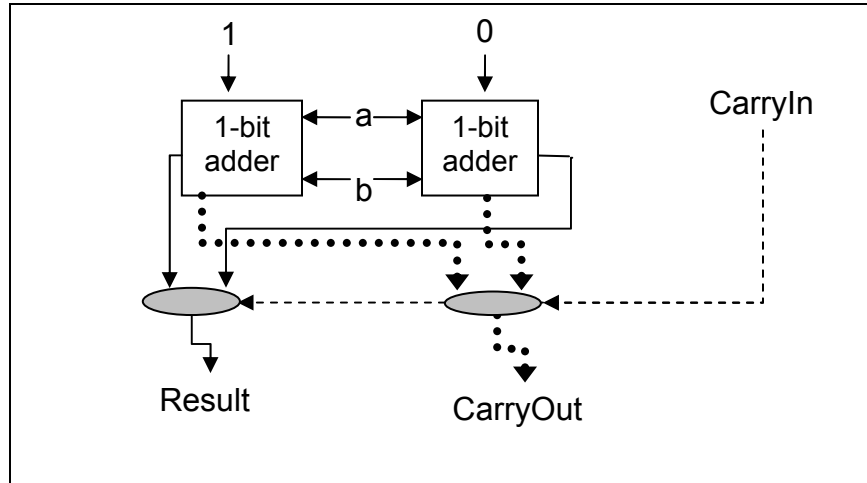 1
0
1-bit
adder
a
b
1-bit
adder
CarryIn
Result
CarryOut